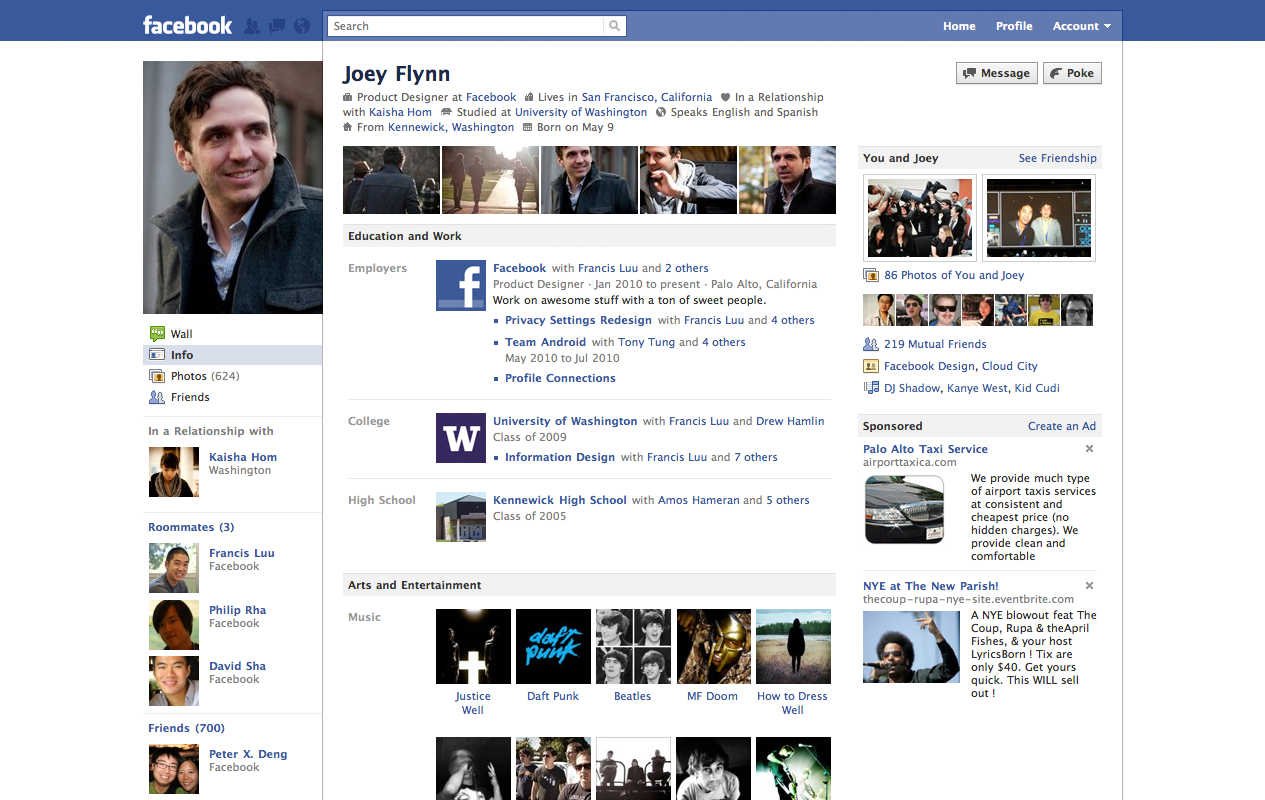 facebook
Search
Home Profile Account
Joey Flynn
Message
Poke
Product Designer at Facebook Lives in San Francisco, California In a Relationship
with Kaisha Hom Studied at University of Washington Speaks English and Spanish
From Kennewick, Washington Born on May 9
Wall
Info
Photos (624)
Friends
In a Relationship with
Kaisha Hom
Washington
Roommates (3)
Francis Luu
Facebook
Philip Rha
Facebook
David Sha
Facebook
Friends (700)
Peter X. Deng
Facebook
Education and Work
Employers
f
Facebook with Francis Luu and 2 others
Product Designer · Jan 2010 to present · Palo Alto, California
Work on awesome stuff with a ton of sweet people.
Privacy Settings Redesign with Francis Luu and 4 others
Team Android with Tony Tung and 4 others
May 2010 to Jul 2010
Profile Connections
College
W
University of Washington with Francis Luu and Drew Hamlin
Class of 2009
Information Design with Francis Luu and 7 others
High School
Kennewick High School with Amos Hameran and 5 others
Class of 2005
Arts and Entertainment
Music
daft
punk
Justice
Well
Daft Punk
Beatles
MF Doom
How to Dress
Well
You and Joey
See Friendship
86 Photos of You and Joey
219 Mutual Friends
Facebook Design, Cloud City
DJ Shadow, Kanye West, Kid Cudi
Sponsored
Create an Ad
Palo Alto Taxi Service
airporttaxica.com
We provide much type
of airport taxis services
at consistent and
cheapest price (no
hidden charges). We
provide clean and
comfortable
NYE at The New Parish!
thecoup-rupa-nye-site.eventbrite.com
A NYE blowout feat The
Coup, Rupa & theApril
Fishes, & your host
LyricsBorn ! Tix are
only $40. Get yours
quick. This WILL sell
out !